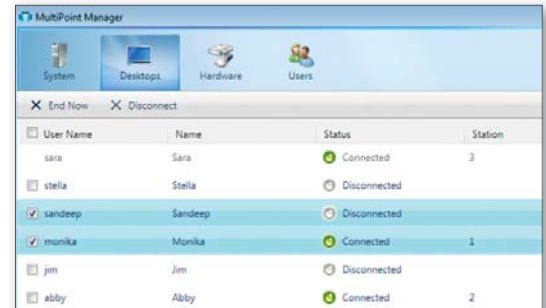 MultiPoint Manager
System Desktops Hardware Users
End Now Disconnect
User Name Name Status Station
sara Sara Connected 3
stella Stella Disconnected
sandeep Sandeep Disconnected
monika Monika Connected 1
jim Jim Disconnected
abby Abby Connected 2